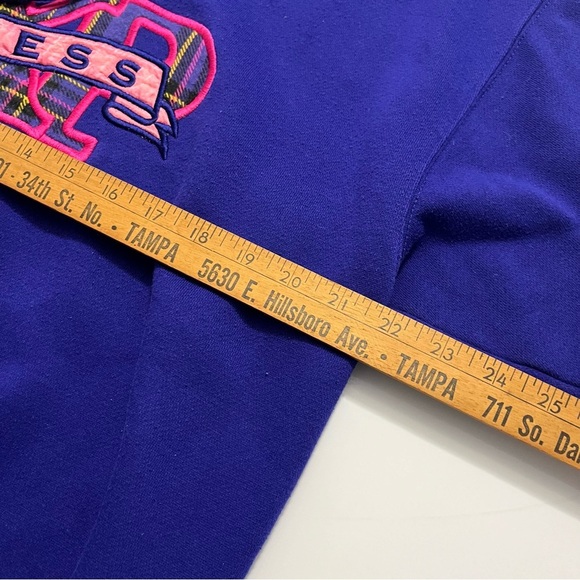 ESS
14 15 16 17 18 19 20 21 22 23 24 25
34th St. No. • TAMPA 5630 E. Hillsboro Ave. • TAMPA 711 So. Da